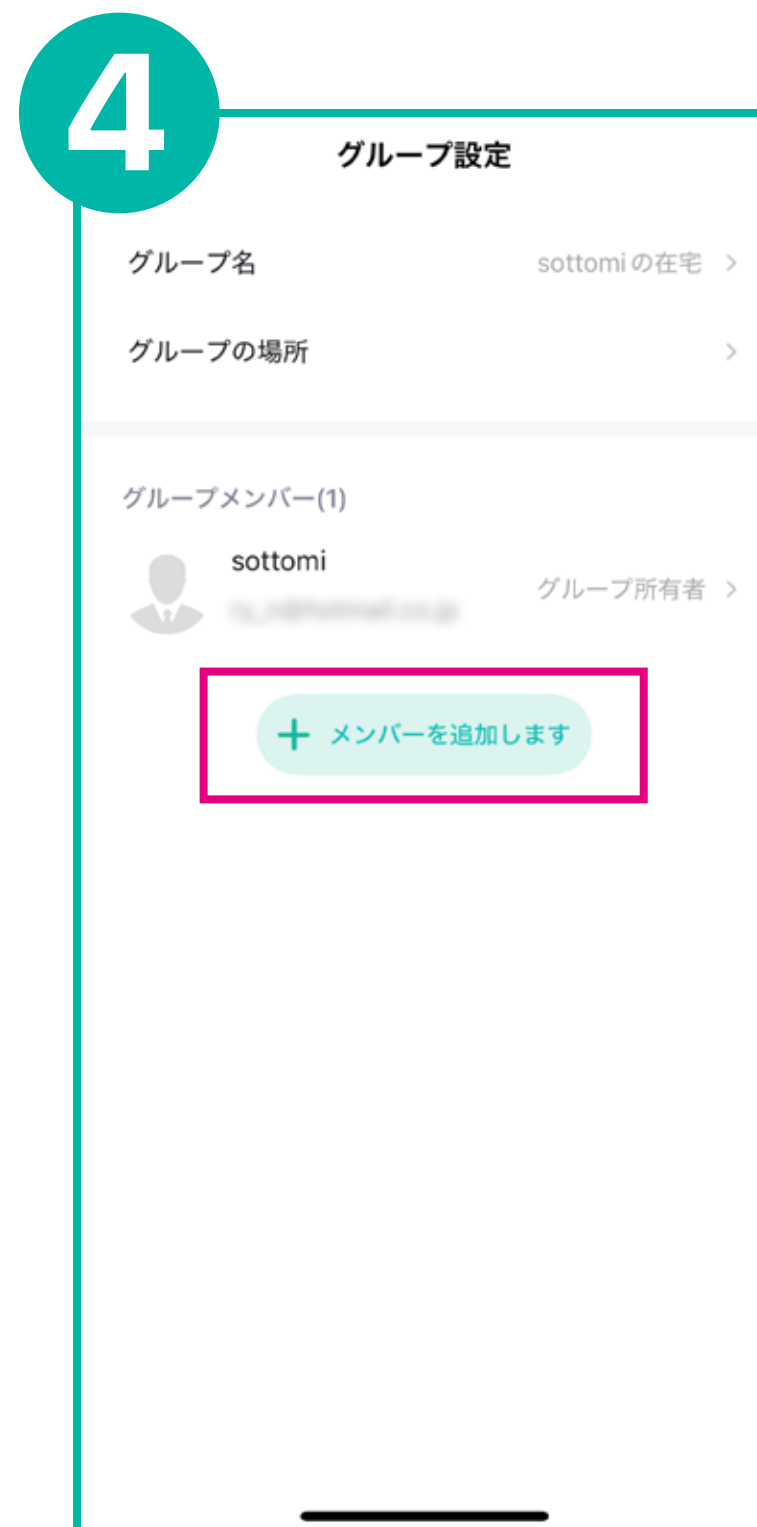 4
グループ設定
グループ名 sottomiの在宅 >
グループの場所 >
グループメンバー(1)
sottomi
グループ所有者 >
+ メンバーを追加します